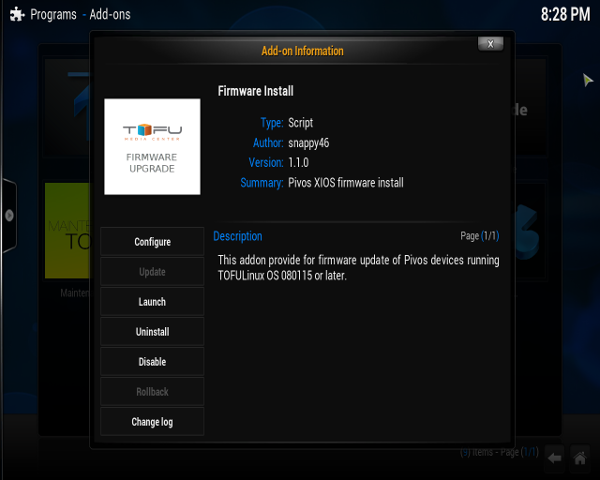 Programs - Add-ons
8:28 PM
Add-on Information
X
Firmware Install
TOFU
MEDIA CENTER
FIRMWARE
UPGRADE
Type: Script
Author: snappy46
Version: 1.1.0
Summary: Pivos XIOS firmware install
Configure
Update
Launch
Uninstall
Disable
Rollback
Change log
Description
Page (1/1)
This addon provide for firmware update of Pivos devices running
TOFULinux OS 080115 or later.
MAINT
TO
Mainten
de
(9) Items - Page (1/1)